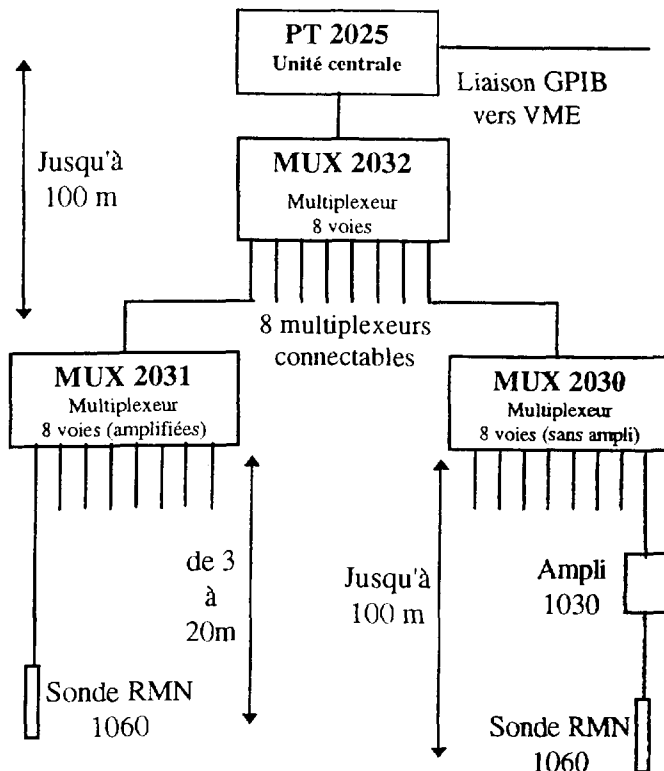 PT 2025
Unité centrale
Liaison GPIB
vers VME
Jusqu'à
100 m
MUX 2032
Multiplexeur
8 voies
8 multiplexeurs
connectables
MUX 2031
Multiplexeur
8 voies (amplifiées)
MUX 2030
Multiplexeur
8 voies (sans ampli)
de 3
à
20m
Jusqu'à
100 m
Ampli
1030
Sonde RMN
1060
Sonde RMN
1060